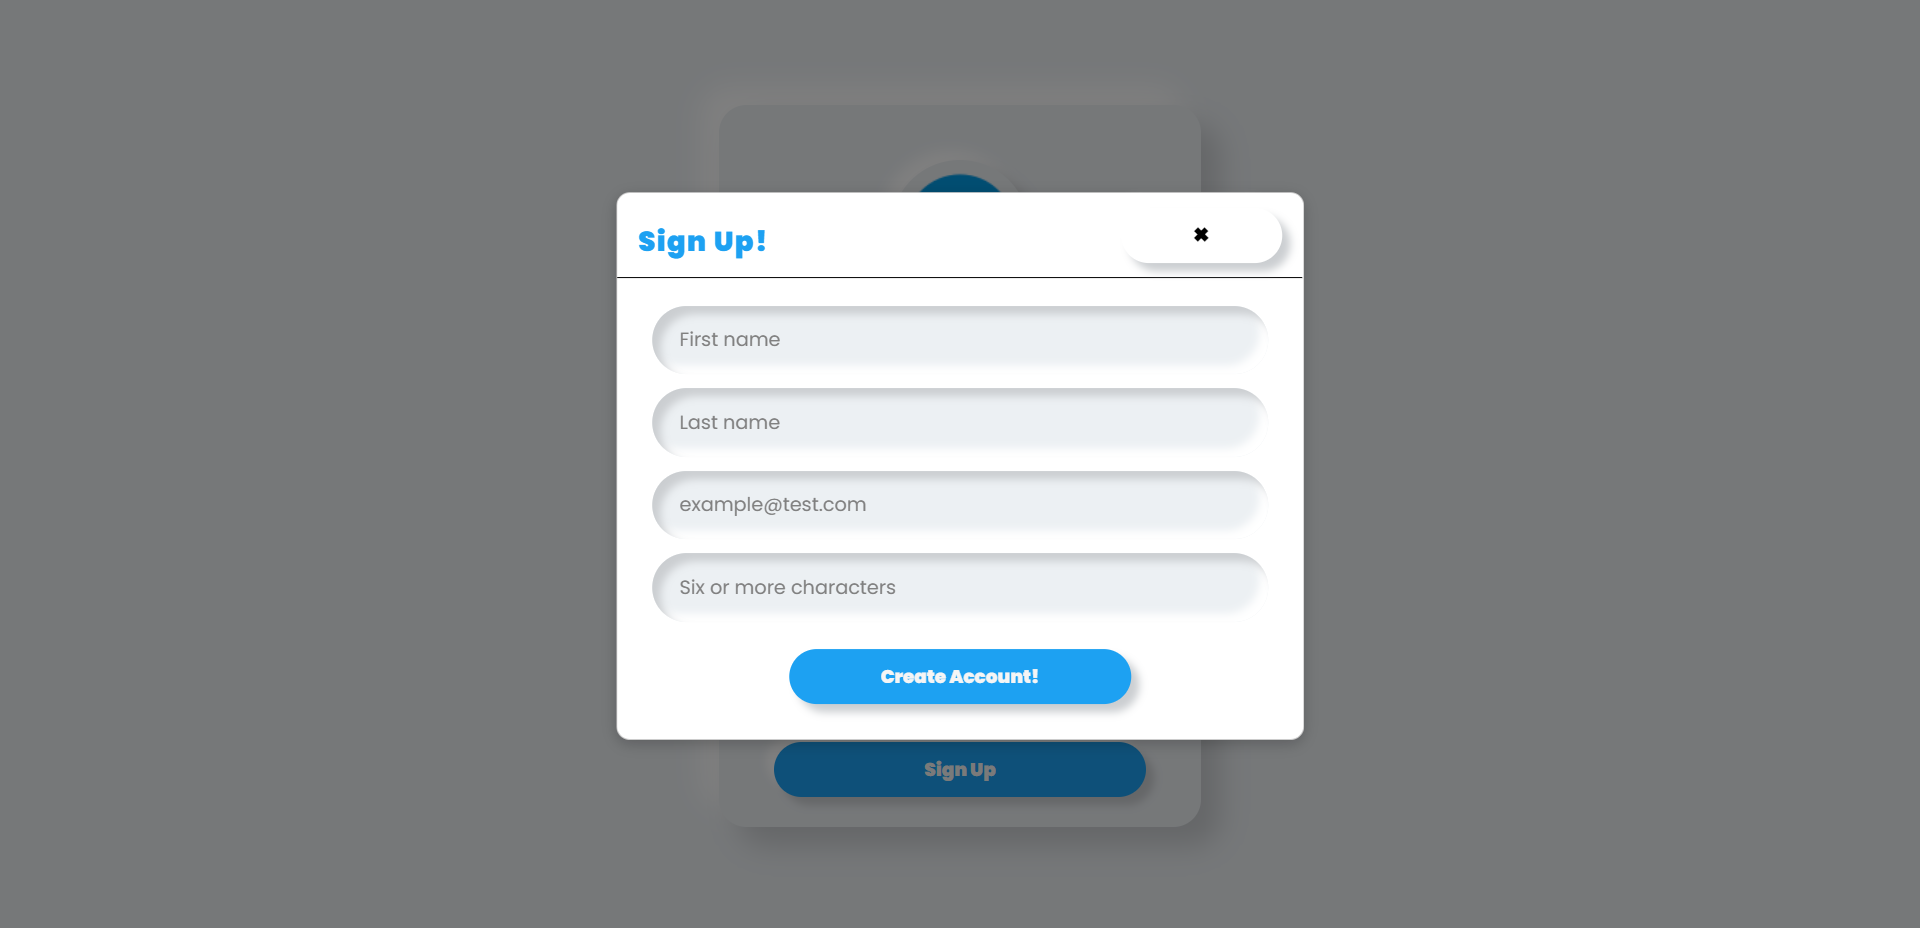 Sign Up!
✖
First name
Last name
example@test.com
Six or more characters
Create Account!
Sign Up